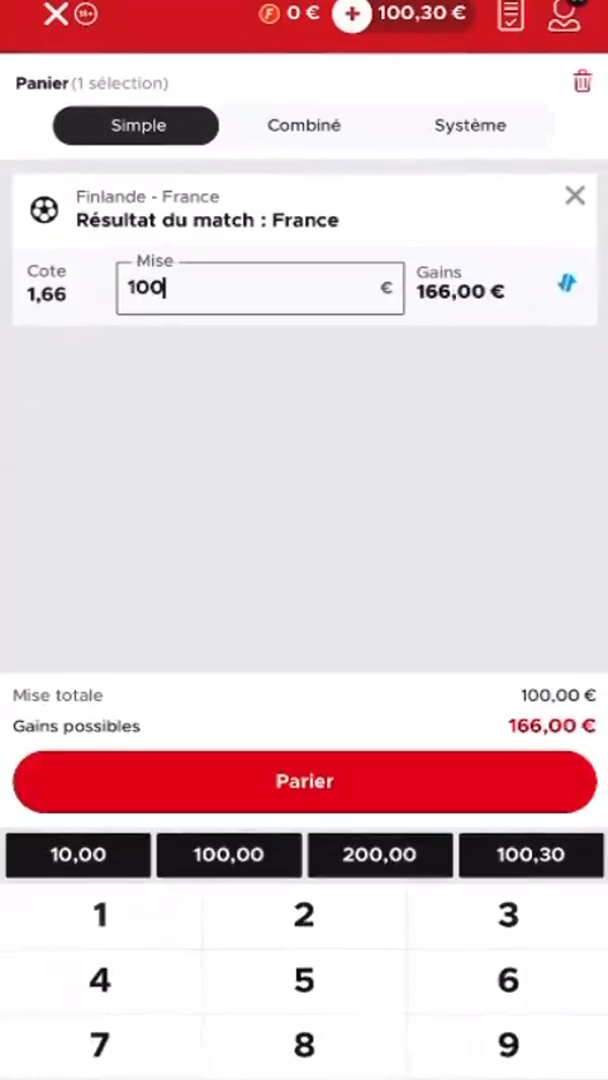 18+ F 0 € + 100,30 €
Panier (1 sélection)
Simple Combiné Système
Finlande - France
Résultat du match : France
Cote Mise Gains
1,66 100 € 166,00 €
Mise totale 100,00 €
Gains possibles 166,00 €
Parier
10,00 100,00 200,00 100,30
1 2 3
4 5 6
7 8 9